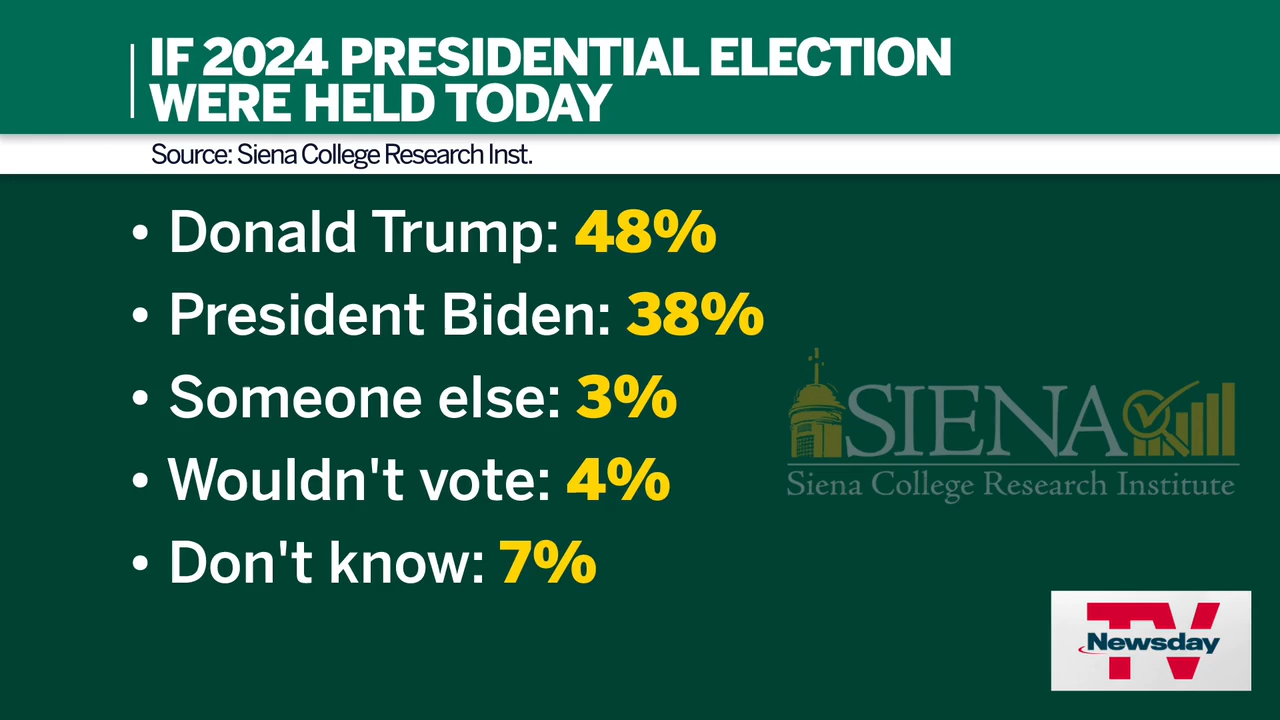 IF 2024 PRESIDENTIAL ELECTION
WERE HELD TODAY
Source: Siena College Research Inst.
• Donald Trump: 48%
• President Biden: 38%
• Someone else: 3%
• Wouldn't vote: 4%
• Don't know: 7%
SIENA
Siena College Research Institute
TV
Newsday